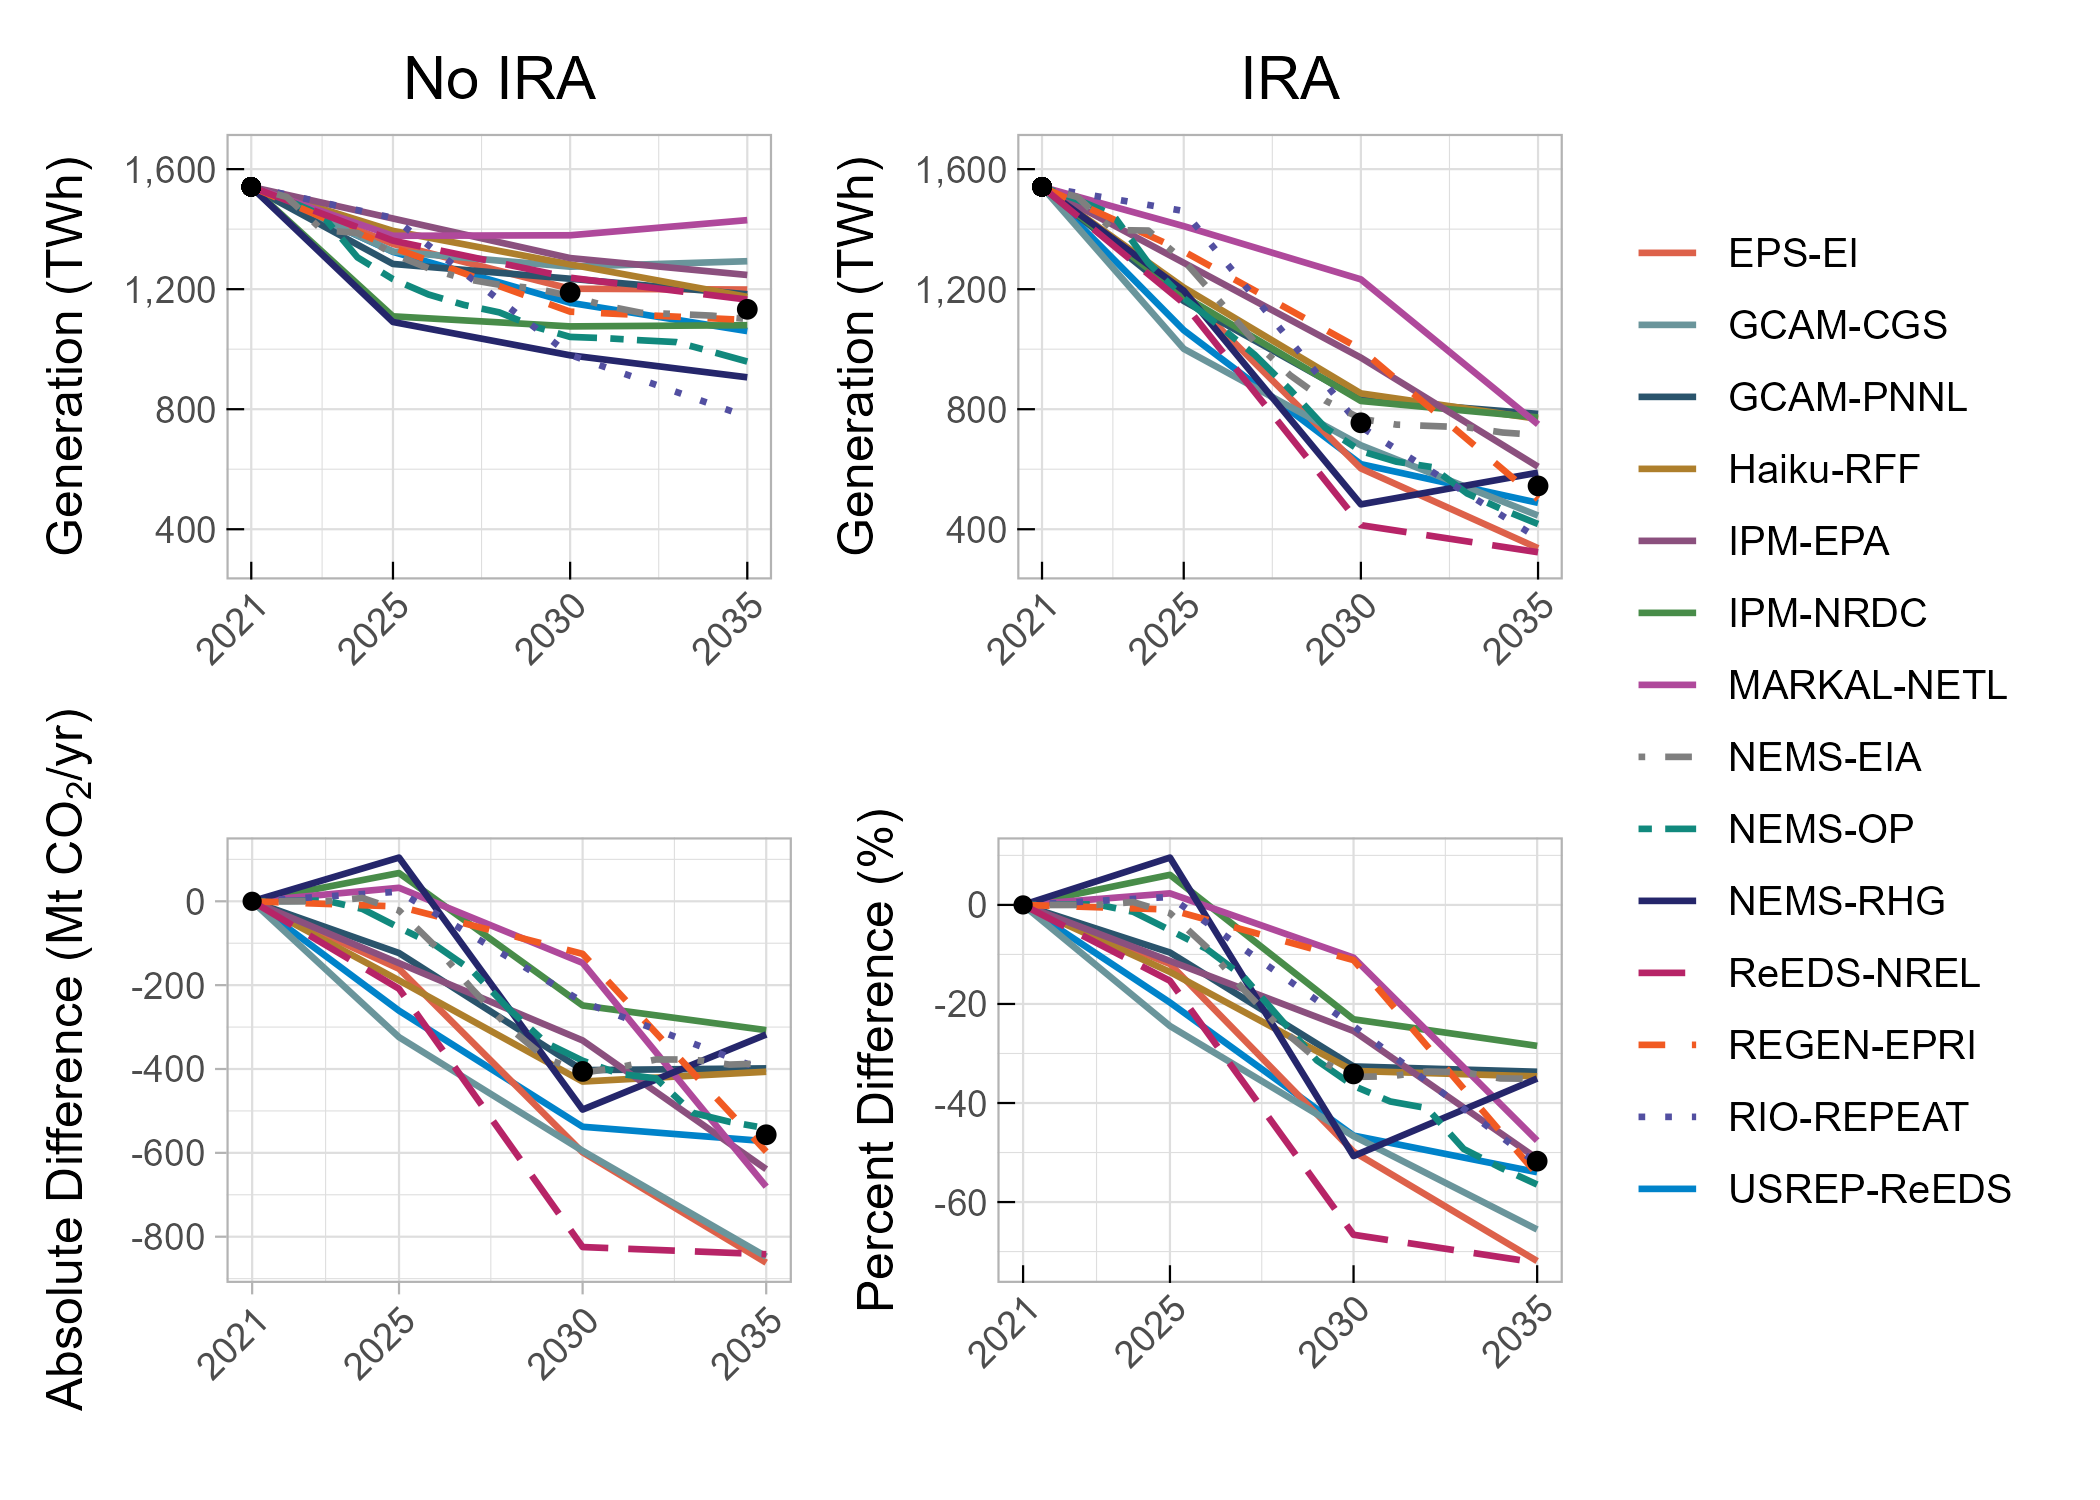 No IRA
IRA
Generation (TWh)
1,600
1,200
800
400
2021
2025
2030
2035
Generation (TWh)
1,600
1,200
800
400
2021
2025
2030
2035
Absolute Difference (Mt CO₂/yr)
0
-200
-400
-600
-800
2021
2025
2030
2035
Percent Difference (%)
0
-20
-40
-60
2021
2025
2030
2035
EPS-EI
GCAM-CGS
GCAM-PNNL
Haiku-RFF
IPM-EPA
IPM-NRDC
MARKAL-NETL
NEMS-EIA
NEMS-OP
NEMS-RHG
ReEDS-NREL
REGEN-EPRI
RIO-REPEAT
USREP-ReEDS